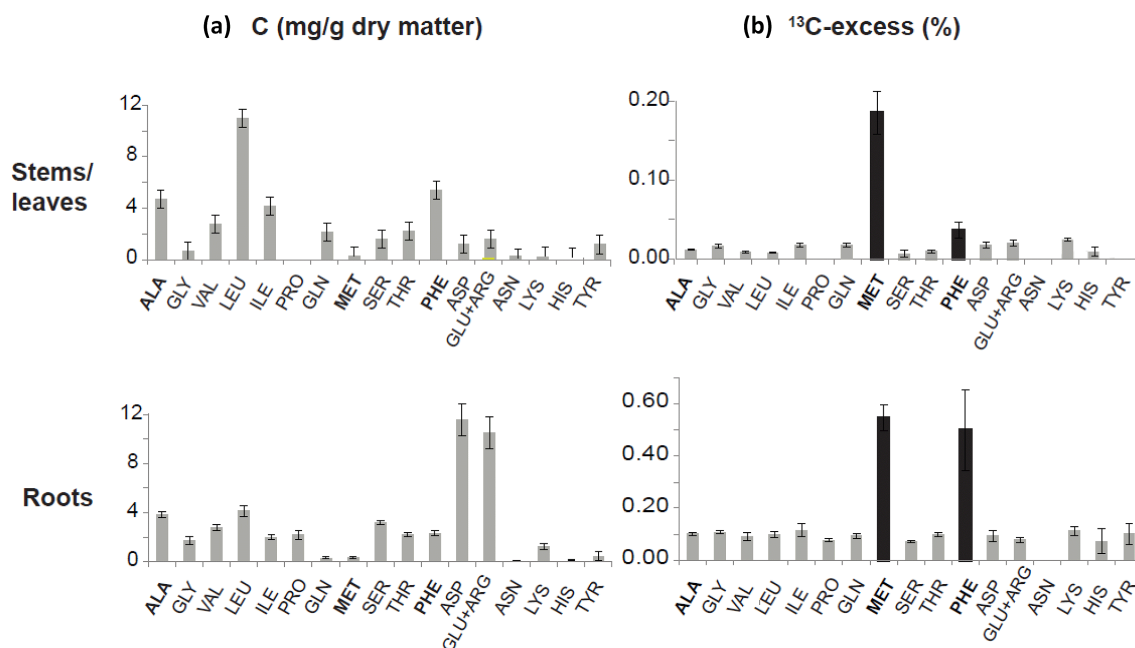 (a) C (mg/g dry matter)
(b) ¹³C-excess (%)
Stems/
leaves
12
8
4
0
ALA
GLY
VAL
LEU
ILE
PRO
GLN
MET
SER
THR
PHE
ASP
GLU+ARG
ASN
LYS
HIS
TYR
0.20
0.10
0.00
ALA
GLY
VAL
LEU
ILE
PRO
GLN
MET
SER
THR
PHE
ASP
GLU+ARG
ASN
LYS
HIS
TYR
Roots
12
8
4
0
ALA
GLY
VAL
LEU
ILE
PRO
GLN
MET
SER
THR
PHE
ASP
GLU+ARG
ASN
LYS
HIS
TYR
0.60
0.40
0.20
0.00
ALA
GLY
VAL
LEU
ILE
PRO
GLN
MET
SER
THR
PHE
ASP
GLU+ARG
ASN
LYS
HIS
TYR